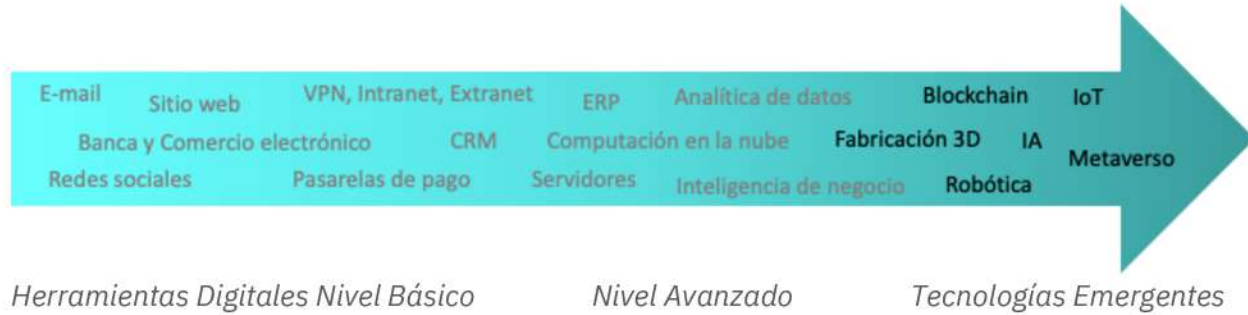 E-mail
Sitio web
VPN, Intranet, Extranet
ERP
Analítica de datos
Blockchain
IoT
Banca y Comercio electrónico
CRM
Computación en la nube
Fabricación 3D
IA
Metaverso
Redes sociales
Pasarelas de pago
Servidores
Inteligencia de negocio
Robótica
Herramientas Digitales Nivel Básico
Nivel Avanzado
Tecnologías Emergentes